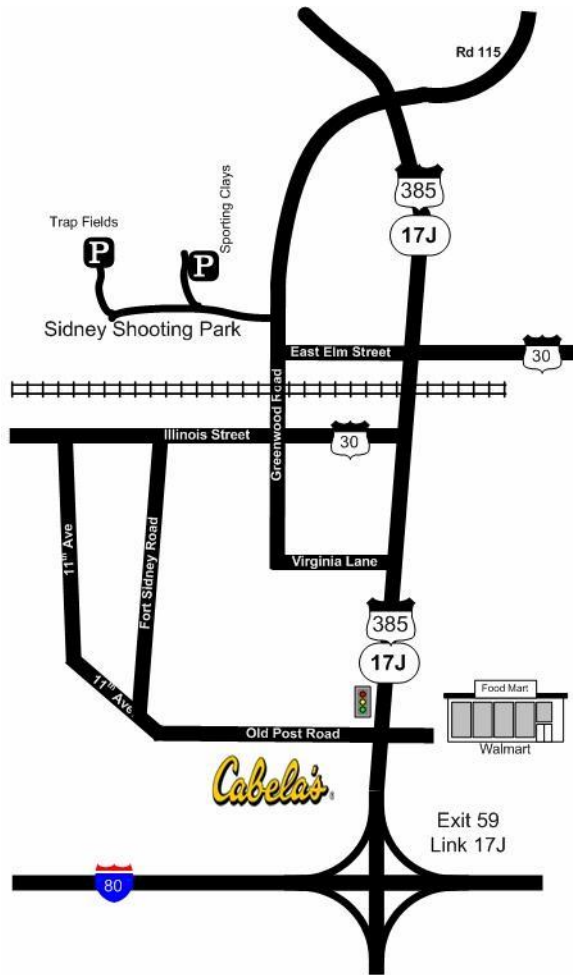 Rd 115
385
17J
Trap Fields
P
Sporting Clays
P
Sidney Shooting Park
East Elm Street
30
Greenwood Road
Illinois Street
30
11th Ave
Fort Sidney Road
Virginia Lane
385
17J
11th Ave.
Old Post Road
Food Mart
Walmart
Cabela's®
Exit 59
Link 17J
80